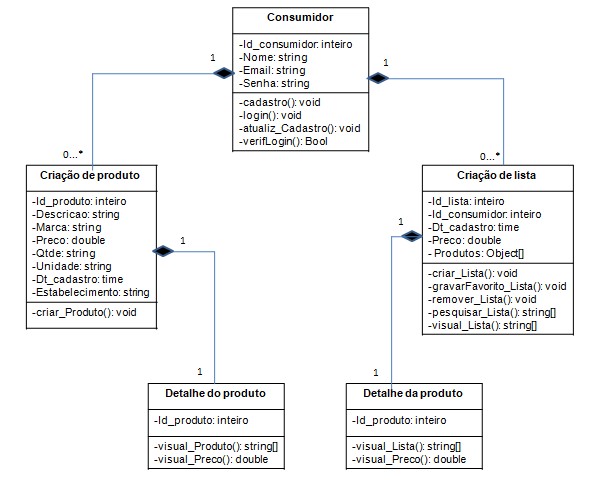 Consumidor
-Id_consumidor: inteiro
-Nome: string
-Email: string
-Senha: string
-cadastro(): void
-login(): void
-atualiz_Cadastro(): void
-verifLogin(): Bool
1
1
0...*
0...*
Criação de produto
-Id_produto: inteiro
-Descricao: string
-Marca: string
-Preco: double
-Qtde: string
-Unidade: string
-Dt_cadastro: time
-Estabelecimento: string
-criar_Produto(): void
Criação de lista
-Id_lista: inteiro
-Id_consumidor: inteiro
-Dt_cadastro: time
-Preco: double
- Produtos: Object[]
-criar_Lista(): void
-gravarFavorito_Lista(): void
-remover_Lista(): void
-pesquisar_Lista(): string[]
-visual_Lista(): string[]
1
1
1
1
Detalhe do produto
-Id_produto: inteiro
-visual_Produto(): string[]
-visual_Preco(): double
Detalhe da produto
-Id_produto: inteiro
-visual_Lista(): string[]
-visual_Preco(): double